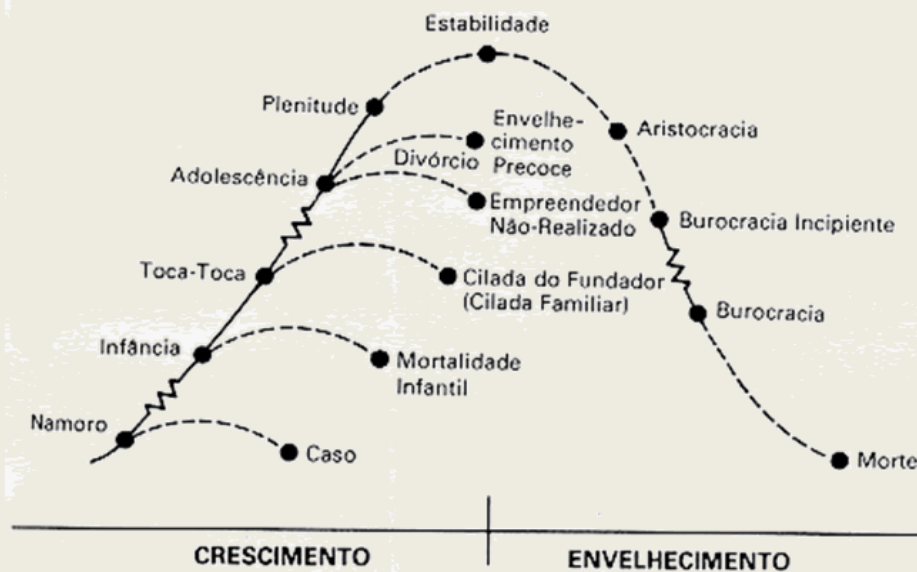 Estabilidade
Plenitude
Envelhe-
cimento
Precoce
Aristocracia
Divórcio
Adolescência
Empreendedor
Não-Realizado
Burocracia Incipiente
Toca-Toca
Cilada do Fundador
(Cilada Familiar)
Burocracia
Infância
Mortalidade
Infantil
Namoro
Caso
Morte
CRESCIMENTO
ENVELHECIMENTO